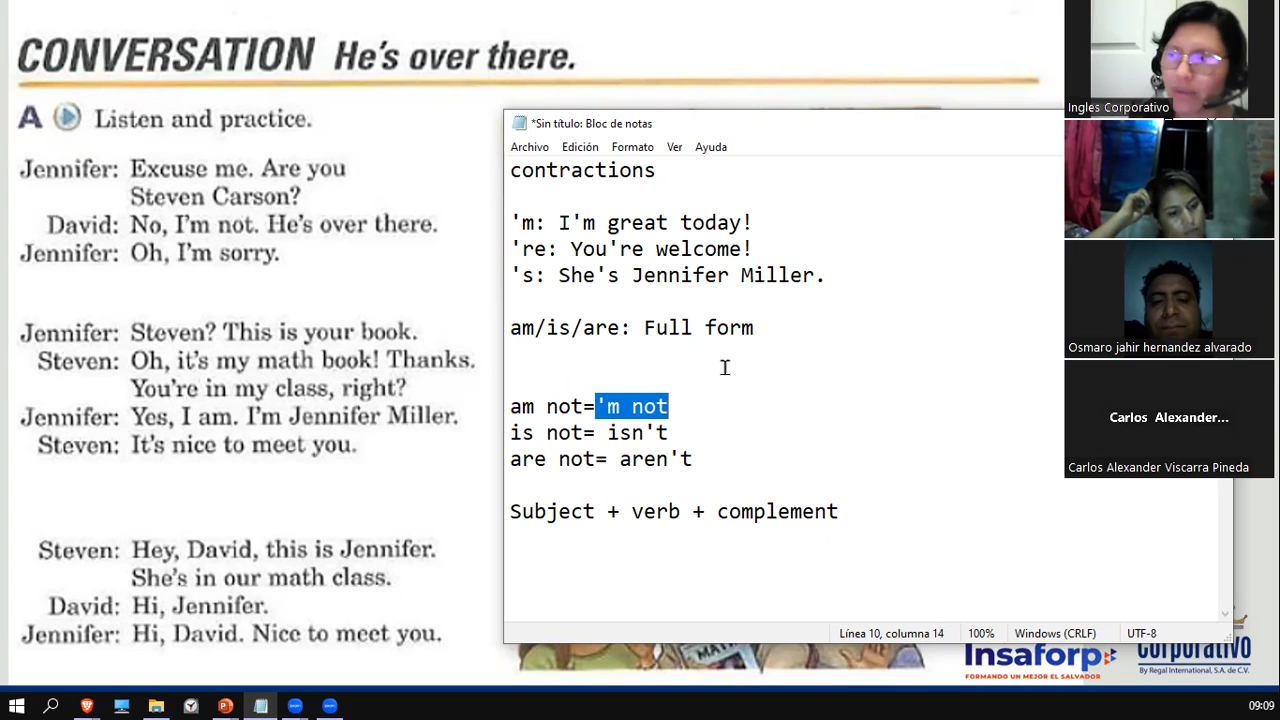 CONVERSATION He's over there.
A Listen and practice.
Jennifer: Excuse me. Are you
Steven Carson?
David: No, I'm not. He's over there.
Jennifer: Oh, I'm sorry.
Jennifer: Steven? This is your book.
Steven: Oh, it's my math book! Thanks.
You're in my class, right?
Jennifer: Yes, I am. I'm Jennifer Miller.
Steven: It's nice to meet you.
Steven: Hey, David, this is Jennifer.
She's in our math class.
David: Hi, Jennifer.
Jennifer: Hi, David. Nice to meet you.
*Sin título: Bloc de notas
Archivo Edición Formato Ver Ayuda
contractions
'm: I'm great today!
're: You're welcome!
's: She's Jennifer Miller.
am/is/are: Full form
am not='m not
is not= isn't
are not= aren't
Subject + verb + complement
Línea 10, columna 14 100% Windows (CRLF) UTF-8
MATH
Insaforp
FORMANDO UN MEJOR EL SALVADOR
corporativo
By Regal International, S.A. de C.V.
Ingles Corporativo
Osmaro jahir hernandez alvarado
Carlos Alexander...
Carlos Alexander Viscarra Pineda
09:09